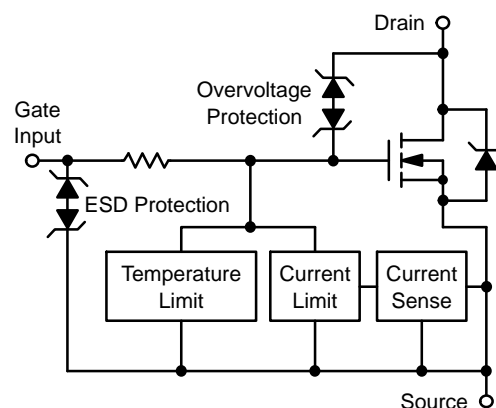 Drain
Overvoltage
Protection
Gate
Input
ESD Protection
Temperature
Limit
Current
Limit
Current
Sense
Source